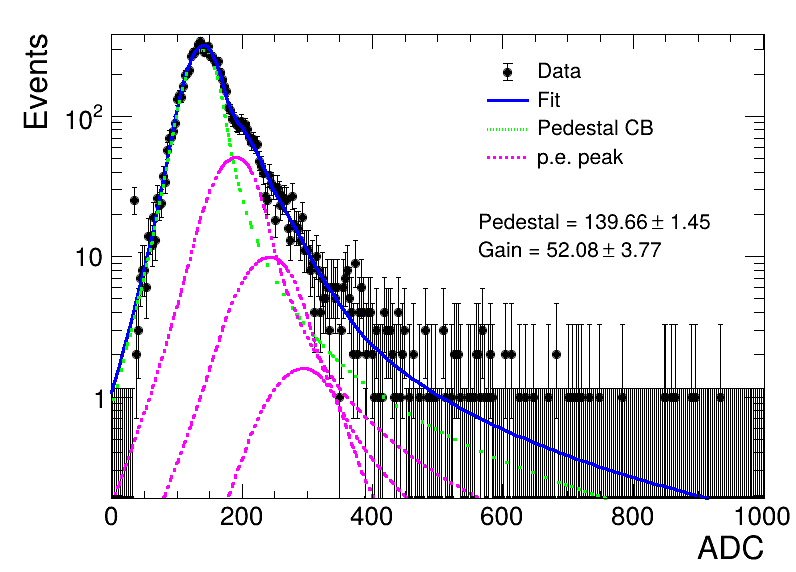 Events
10²
10
1
Data
Fit
Pedestal CB
p.e. peak
Pedestal = 139.66 ± 1.45
Gain = 52.08 ± 3.77
0 200 400 600 800 1000
ADC